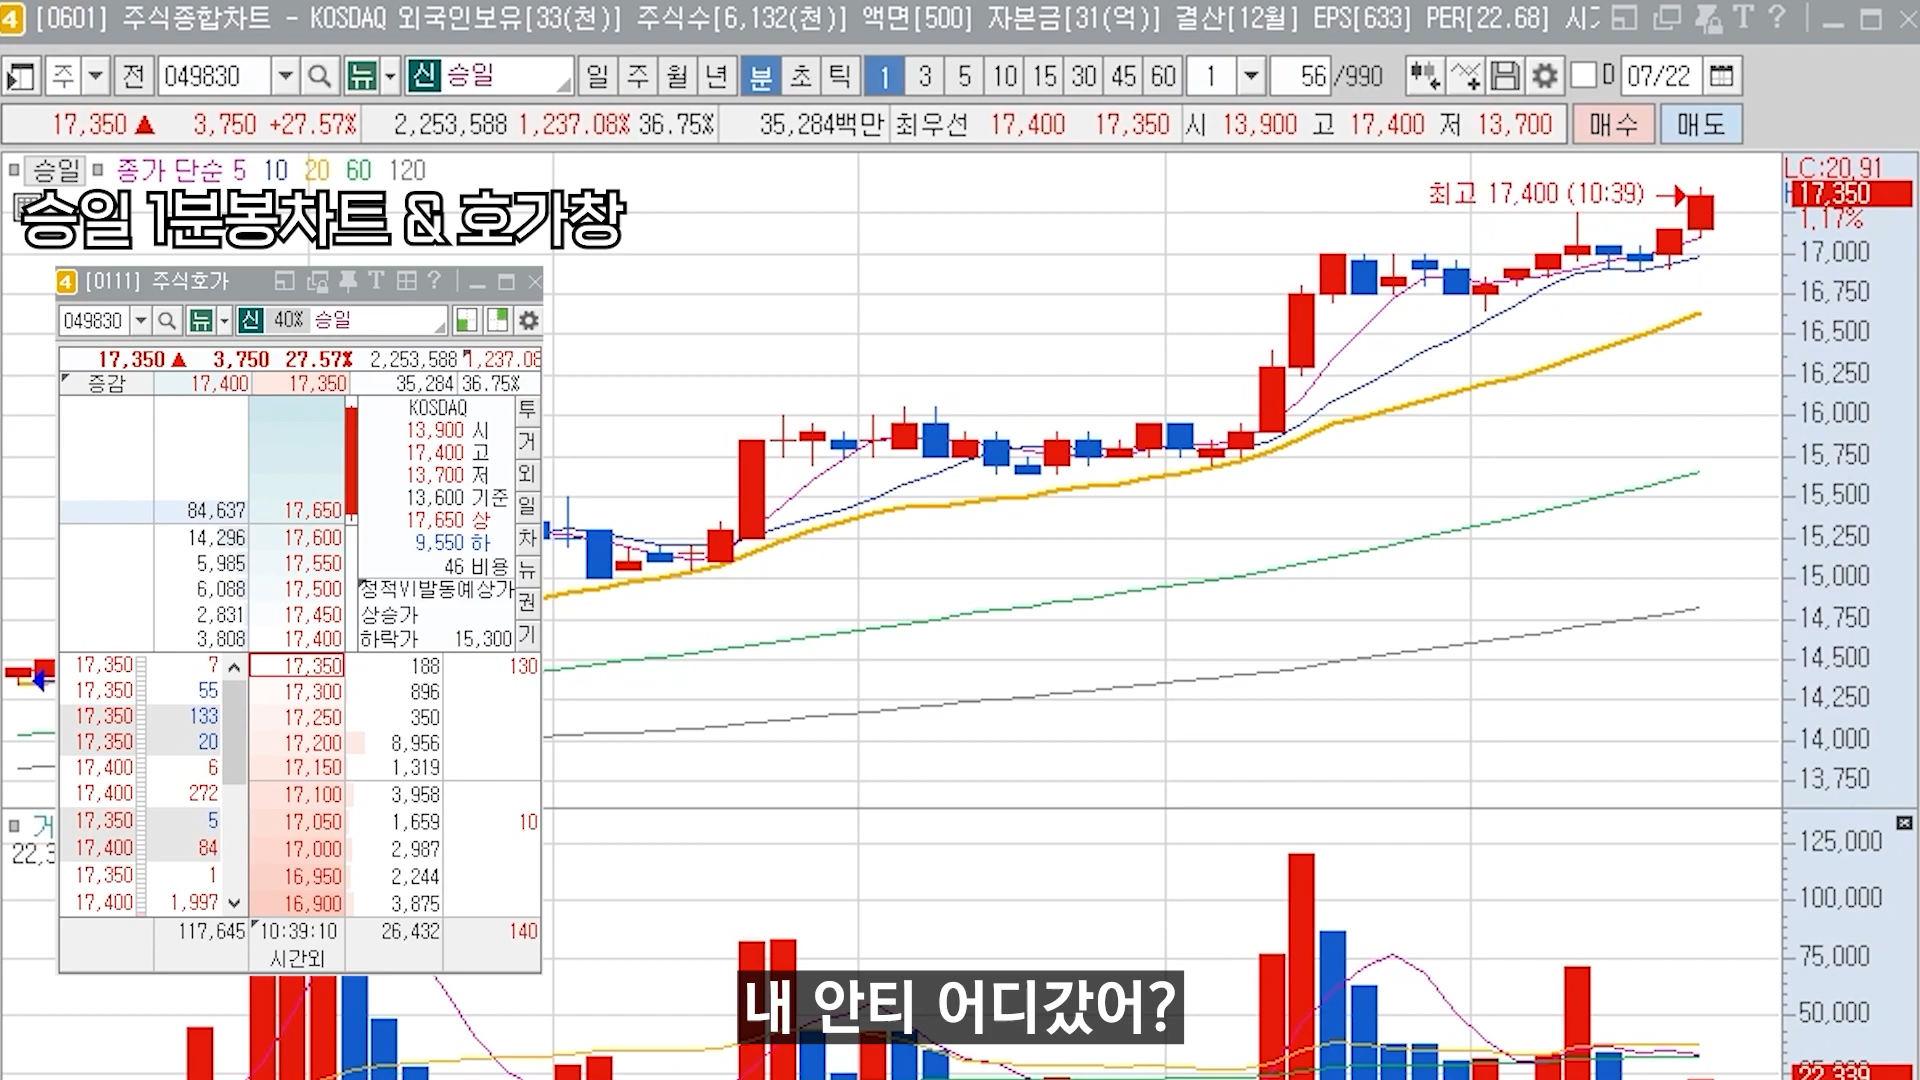 [0601] 주식종합차트 - KOSDAQ 외국인보유[33(천)] 주식수[6,132(천)] 액면[500] 자본금[31(억)] 결산[12월] EPS[633] PER[22.68]
주 전 049830 뉴 신 승일 일 주 월 년 분 초 틱 1 3 5 10 15 30 45 60 1 56 /990 D 07/22
17,350 ▲ 3,750 +27.57% 2,253,588 1,237.08% 36.75% 35,284백만 최우선 17,400 17,350 시 13,900 고 17,400 저 13,700 매수 매도
승일 종가 단순 5 10 20 60 120
승일 1분봉차트 & 호가창
최고 17,400 (10:39)
LC:20.91
17,350
1.17%
17,000
16,750
16,500
16,250
16,000
15,750
15,500
15,250
15,000
14,750
14,500
14,250
14,000
13,750
125,000
100,000
75,000
50,000
22,339
4 [0111] 주식호가
049830 뉴 신 40% 승일
17,350 ▲ 3,750 27.57% 2,253,588 1,237.08
증감 17,400 17,350 35,284 36.75%
KOSDAQ 투
13,900 시
17,400 고 거
13,700 저 외
13,600 기준
84,637 17,650 17,650 상 일
14,296 17,600 9,550 하 차
5,985 17,550 46 비용 뉴
6,088 17,500 정적VI발동예상가
2,831 17,450 상승가 권
3,808 17,400 하락가 15,300 기
17,350 7 17,350 188 130
17,350 55 17,300 896
17,350 133 17,250 350
17,350 20 17,200 8,956
17,400 6 17,150 1,319
17,400 272 17,100 3,958
17,350 5 17,050 1,659 10
17,400 84 17,000 2,987
17,350 1 16,950 2,244
17,400 1,997 16,900 3,875
117,645 10:39:10 26,432 140
시간외
내 안티 어디갔어?